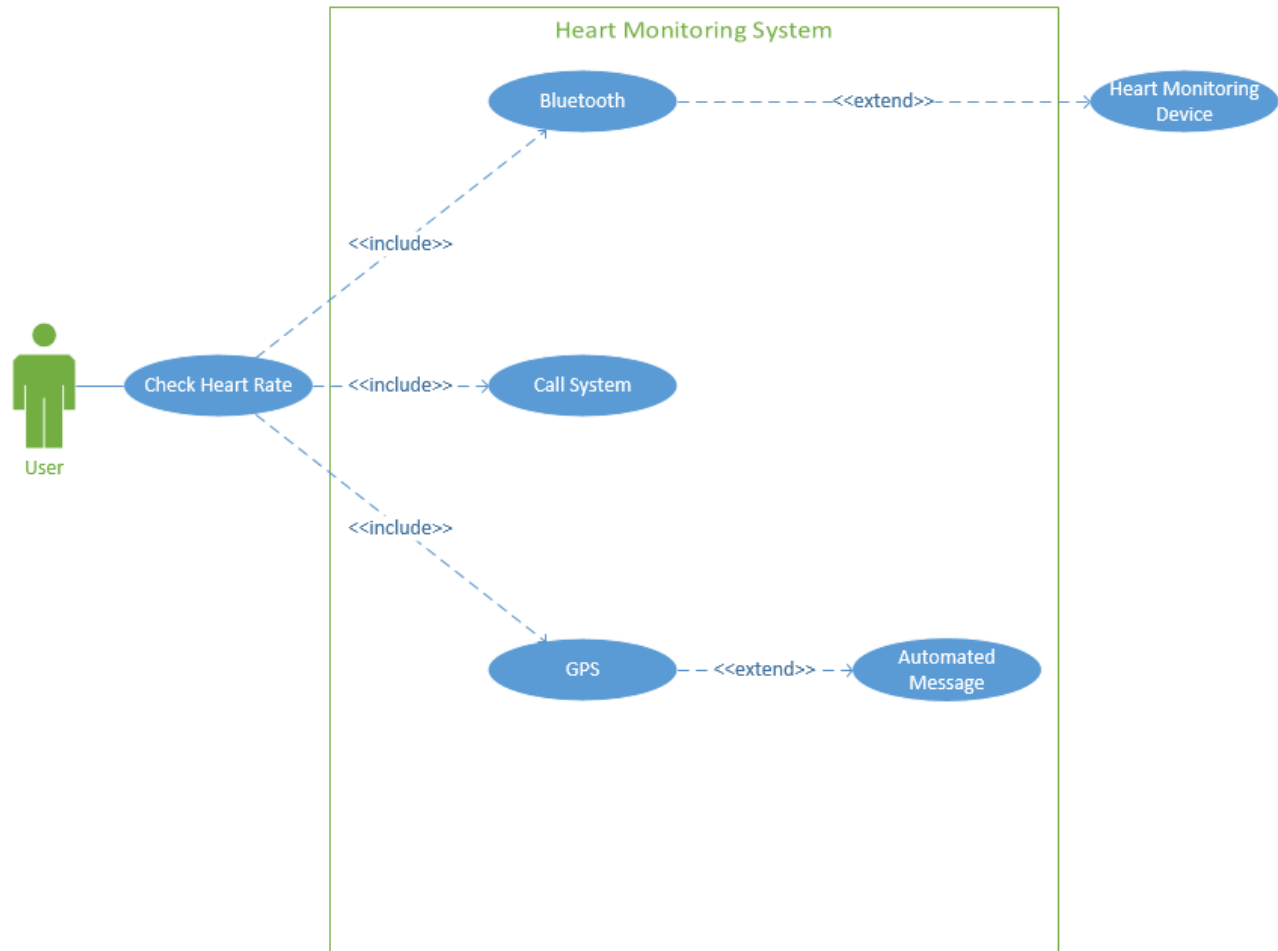 Heart Monitoring System
Bluetooth
<<extend>>
Heart Monitoring
Device
<<include>>
Check Heart Rate
<<include>>
Call System
User
<<include>>
GPS
<<extend>>
Automated
Message